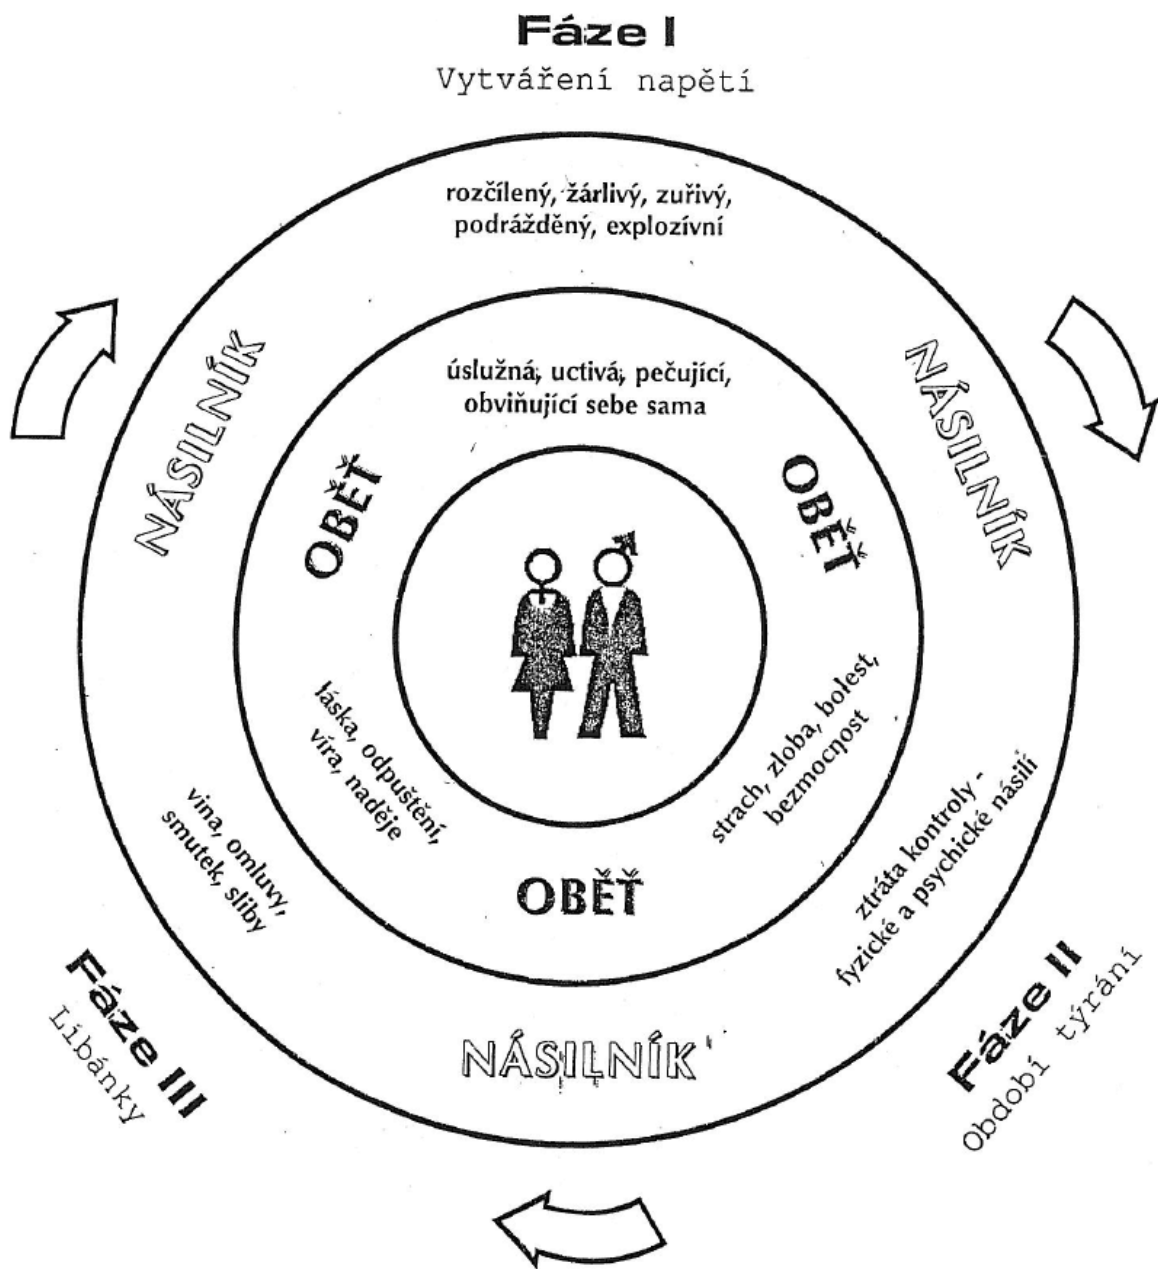 Fáze I
Vytváření napětí
rozčílený, žárlivý, zuřivý,
podrážděný, explozívní
NÁSILNÍK
NÁSILNÍK
úslužná, uctivá, pečující,
obviňující sebe sama
OBĚŤ
OBĚŤ
láska, odpuštění,
víra, naděje
strach, zloba, bolest,
bezmocnost
vina, omluvy,
smutek, sliby
ztráta kontroly -
fyzické a psychické násilí
OBĚŤ
NÁSILNÍK
Fáze III
Líbánky
Fáze II
Období týrání